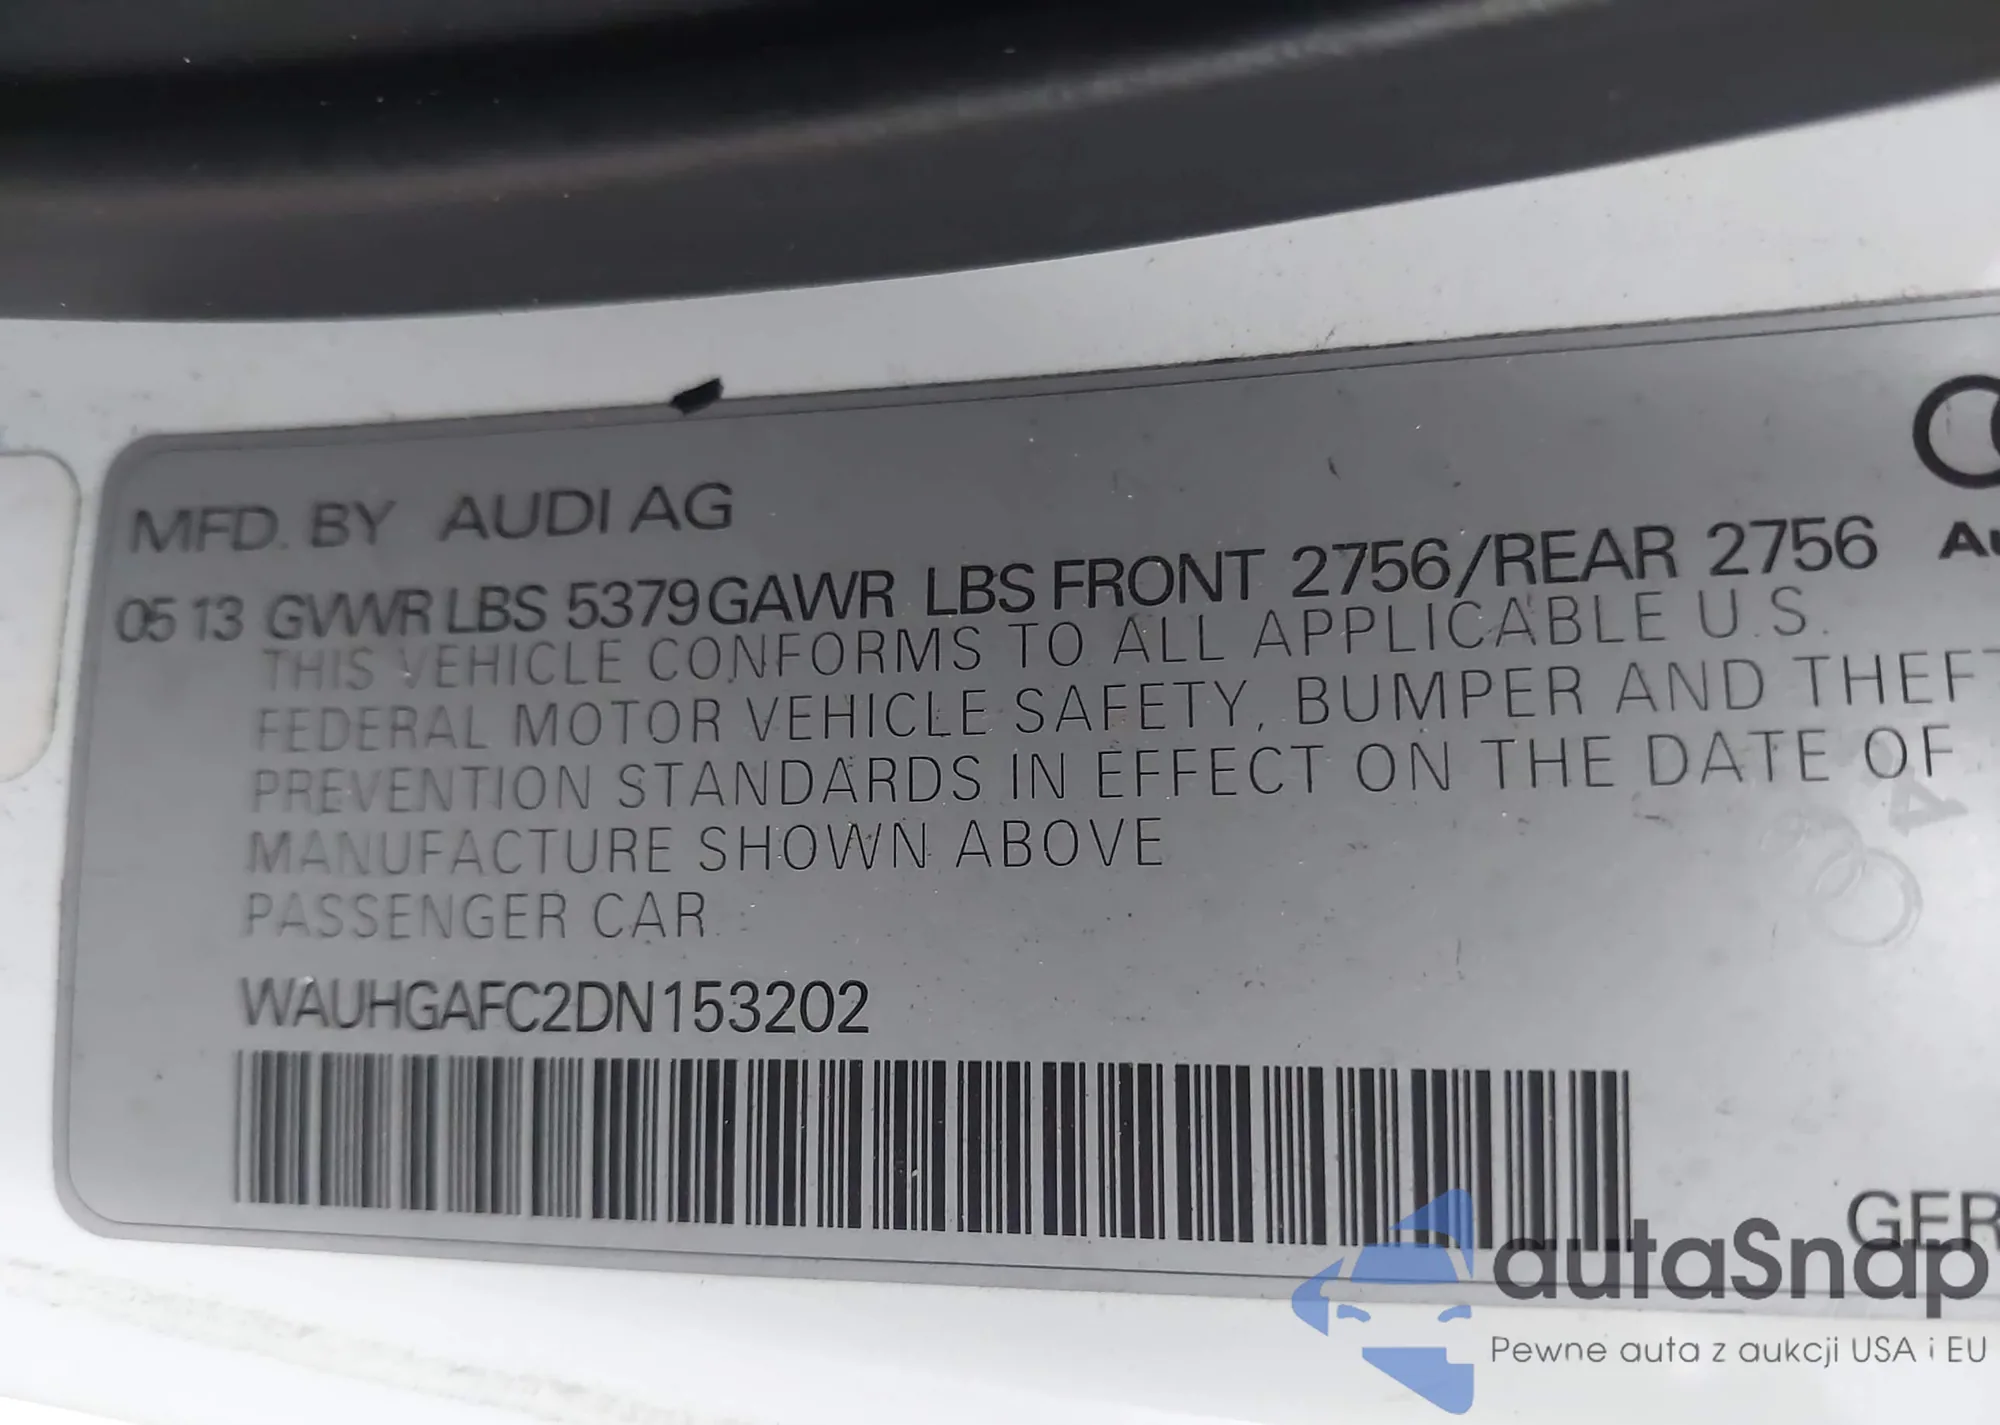 MFD. BY AUDI AG
05 13 GVWR LBS 5379 GAWR LBS FRONT 2756/REAR 2756
THIS VEHICLE CONFORMS TO ALL APPLICABLE U.S.
FEDERAL MOTOR VEHICLE SAFETY, BUMPER AND THEFT
PREVENTION STANDARDS IN EFFECT ON THE DATE OF
MANUFACTURE SHOWN ABOVE
PASSENGER CAR
WAUHGAFC2DN153202
autaSnap
Pewne auta z aukcji USA i EU